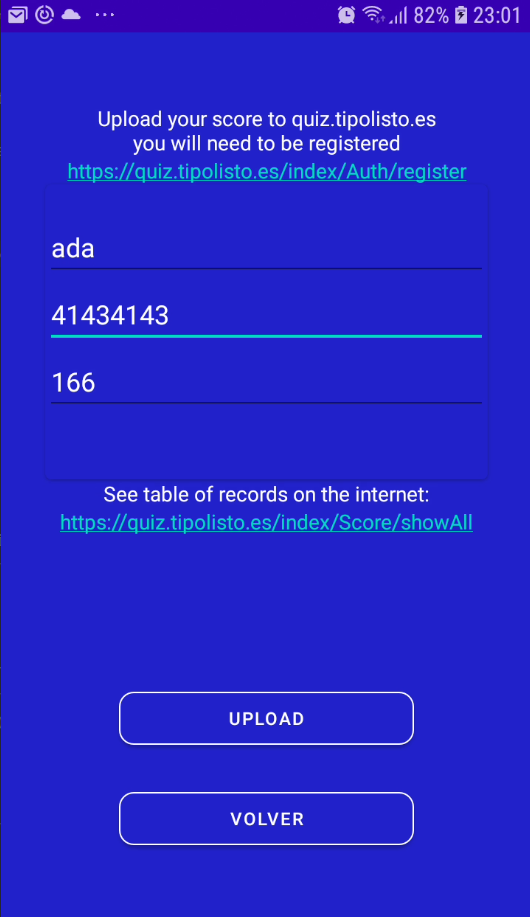 82% 23:01
Upload your score to quiz.tipolisto.es
you will need to be registered
https://quiz.tipolisto.es/index/Auth/register
ada
41434143
166
See table of records on the internet:
https://quiz.tipolisto.es/index/Score/showAll
UPLOAD
VOLVER